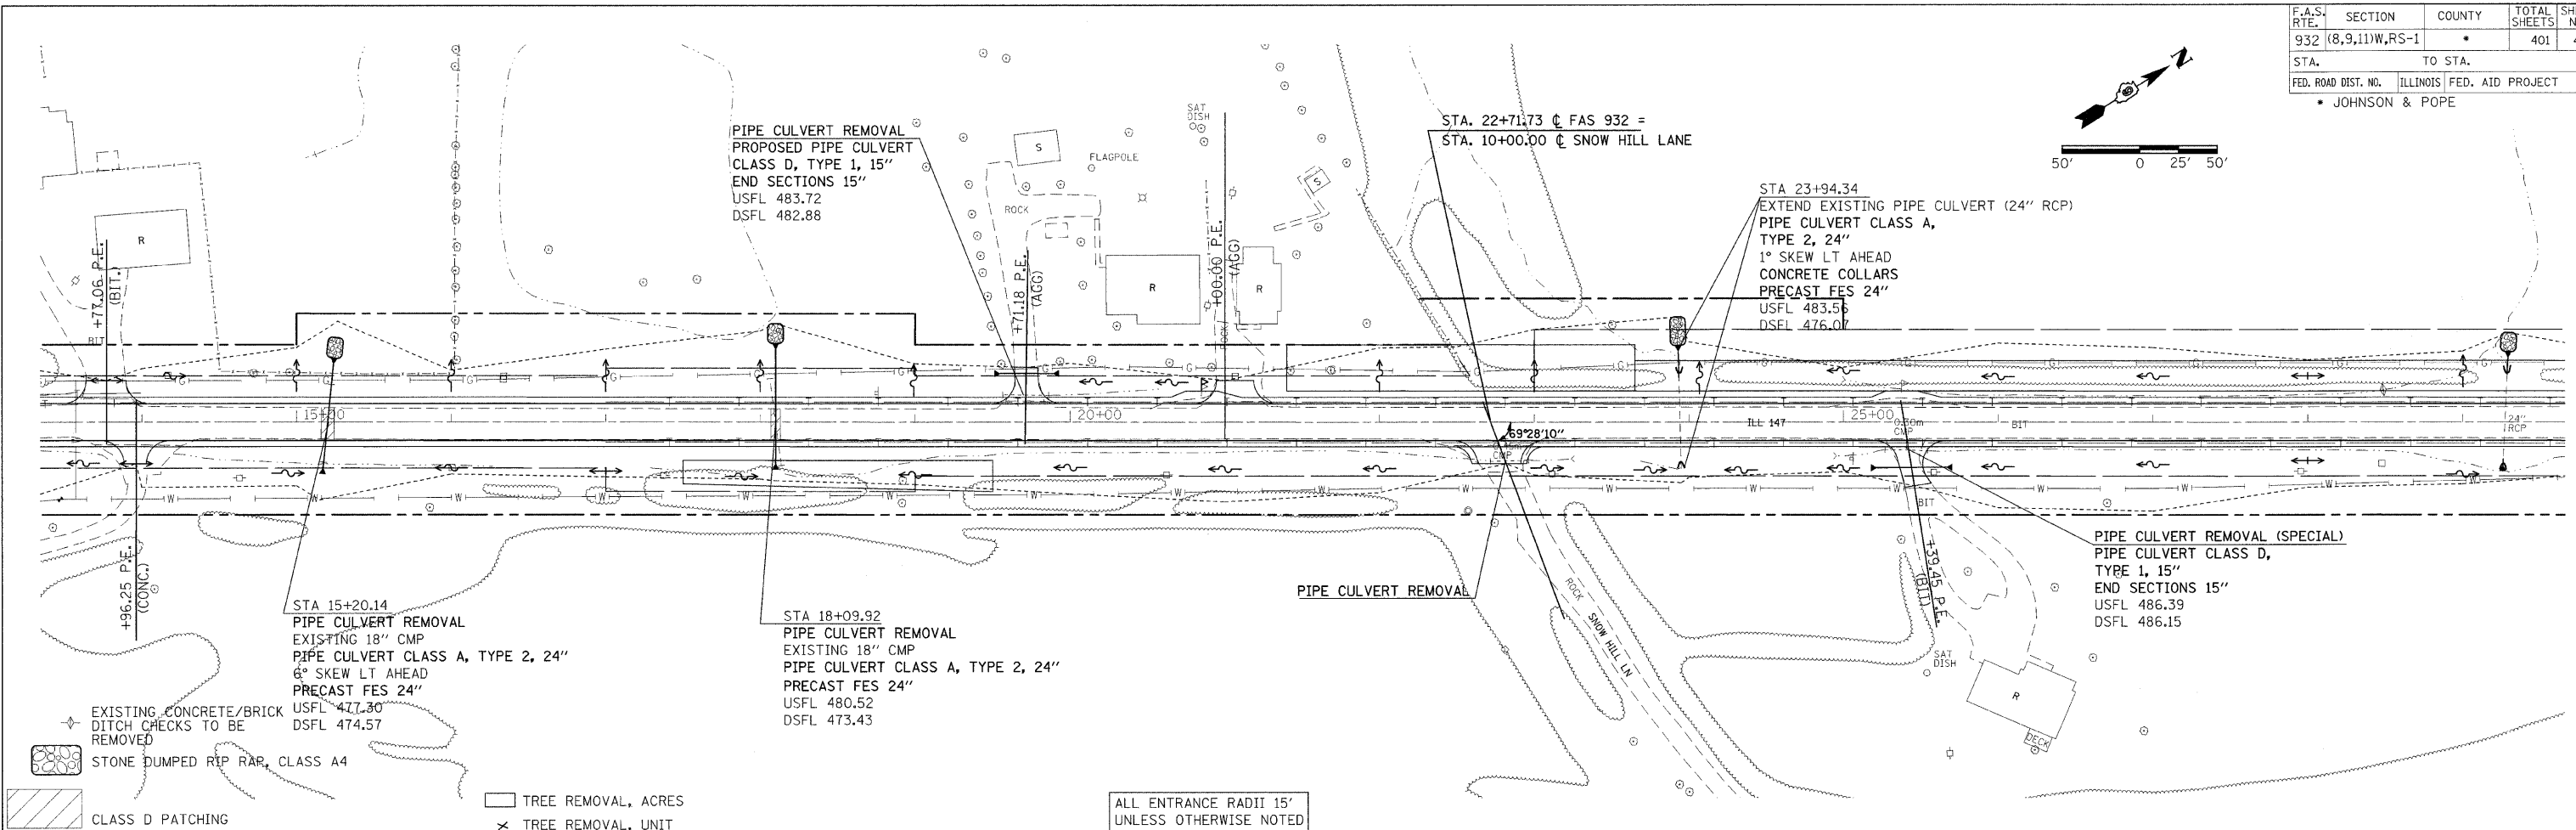 F.A.S. RTE. SECTION COUNTY TOTAL SHEETS
932 (8,9,11)W,RS-1 * 401
STA. TO STA.
FED. ROAD DIST. NO. ILLINOIS FED. AID PROJECT
* JOHNSON & POPE
N
50' 0 25' 50'
PIPE CULVERT REMOVAL
PROPOSED PIPE CULVERT
CLASS D, TYPE 1, 15"
END SECTIONS 15"
USFL 483.72
DSFL 482.88
SAT
DISH
S
FLAGPOLE
ROCK
S
STA. 22+71.73 ℄ FAS 932 =
STA. 10+00.00 ℄ SNOW HILL LANE
STA 23+94.34
EXTEND EXISTING PIPE CULVERT (24" RCP)
PIPE CULVERT CLASS A,
TYPE 2, 24"
1° SKEW LT AHEAD
CONCRETE COLLARS
PRECAST FES 24"
USFL 483.56
DSFL 476.07
R
+77.06 P.E.
(BIT.)
BIT
+71.18 P.E.
(AGG)
R
+00.00 P.E.
(AGG)
ROCK
R
G G G G G G G G G G
15+00
20+00
25+00
ILL 147
0.30m
CMP
BIT
24"
RCP
69°28'10"
CMP
W W W W W W W W W W W W W W W W
BIT
+96.25 P.E.
(CONC.)
+39.45 P.E.
(BIT)
PIPE CULVERT REMOVAL
ROCK
SNOW HILL LN
SAT
DISH
R
DECK
STA 15+20.14
PIPE CULVERT REMOVAL
EXISTING 18" CMP
PIPE CULVERT CLASS A, TYPE 2, 24"
6° SKEW LT AHEAD
PRECAST FES 24"
USFL 477.30
DSFL 474.57
STA 18+09.92
PIPE CULVERT REMOVAL
EXISTING 18" CMP
PIPE CULVERT CLASS A, TYPE 2, 24"
PRECAST FES 24"
USFL 480.52
DSFL 473.43
PIPE CULVERT REMOVAL (SPECIAL)
PIPE CULVERT CLASS D,
TYPE 1, 15"
END SECTIONS 15"
USFL 486.39
DSFL 486.15
EXISTING CONCRETE/BRICK
DITCH CHECKS TO BE
REMOVED
STONE DUMPED RIP RAP, CLASS A4
CLASS D PATCHING
TREE REMOVAL, ACRES
TREE REMOVAL, UNIT
ALL ENTRANCE RADII 15'
UNLESS OTHERWISE NOTED